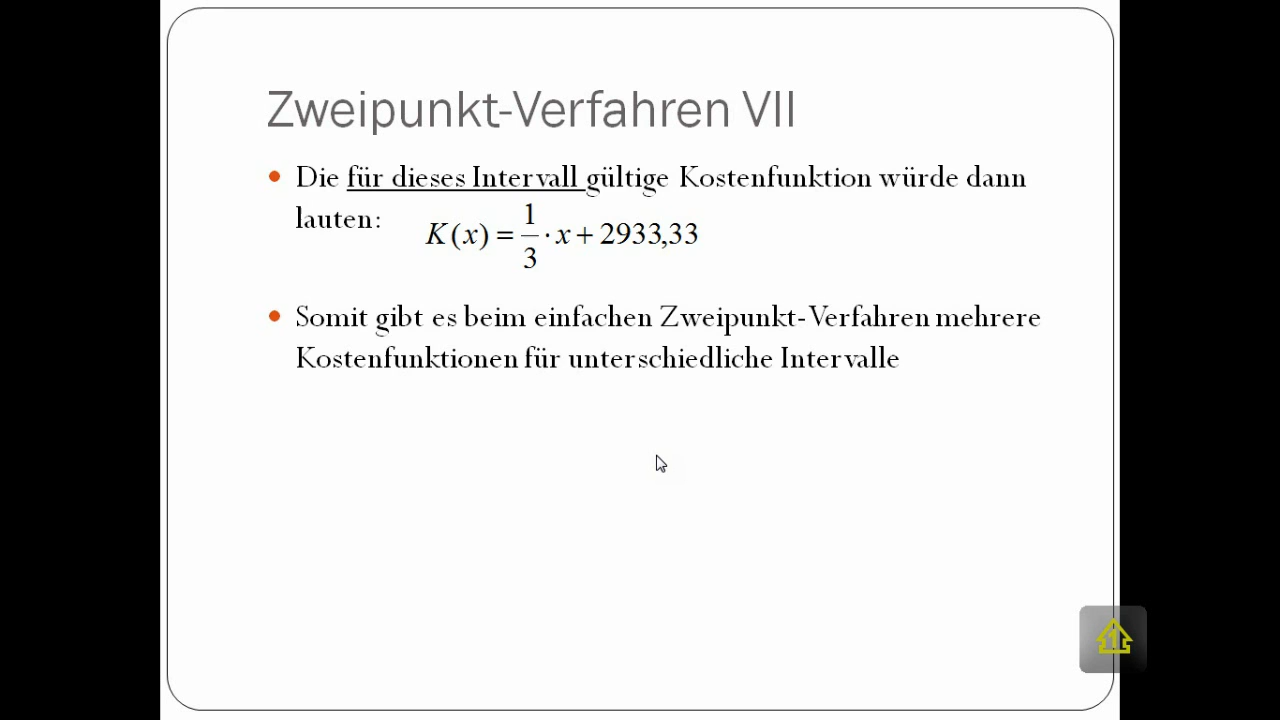 Zweipunkt-Verfahren VII
Die für dieses Intervall gültige Kostenfunktion würde dann
lauten: K(x) = 1/3 · x + 2933,33
Somit gibt es beim einfachen Zweipunkt-Verfahren mehrere
Kostenfunktionen für unterschiedliche Intervalle
1